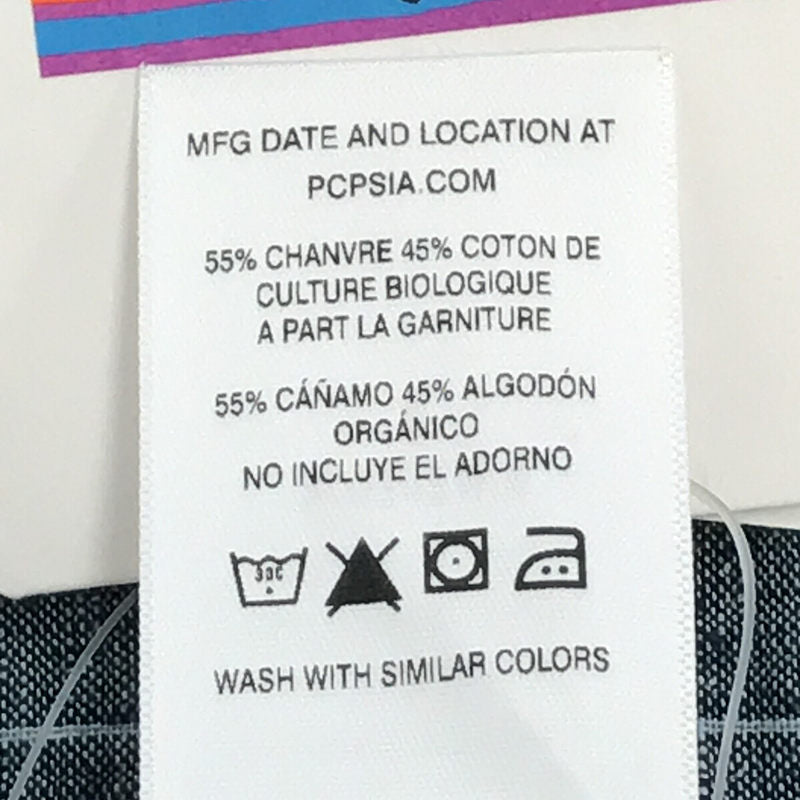 MFG DATE AND LOCATION AT
PCPSIA.COM
55% CHANVRE 45% COTON DE
CULTURE BIOLOGIQUE
A PART LA GARNITURE
55% CÁÑAMO 45% ALGODÓN
ORGÁNICO
NO INCLUYE EL ADORNO
30C
WASH WITH SIMILAR COLORS